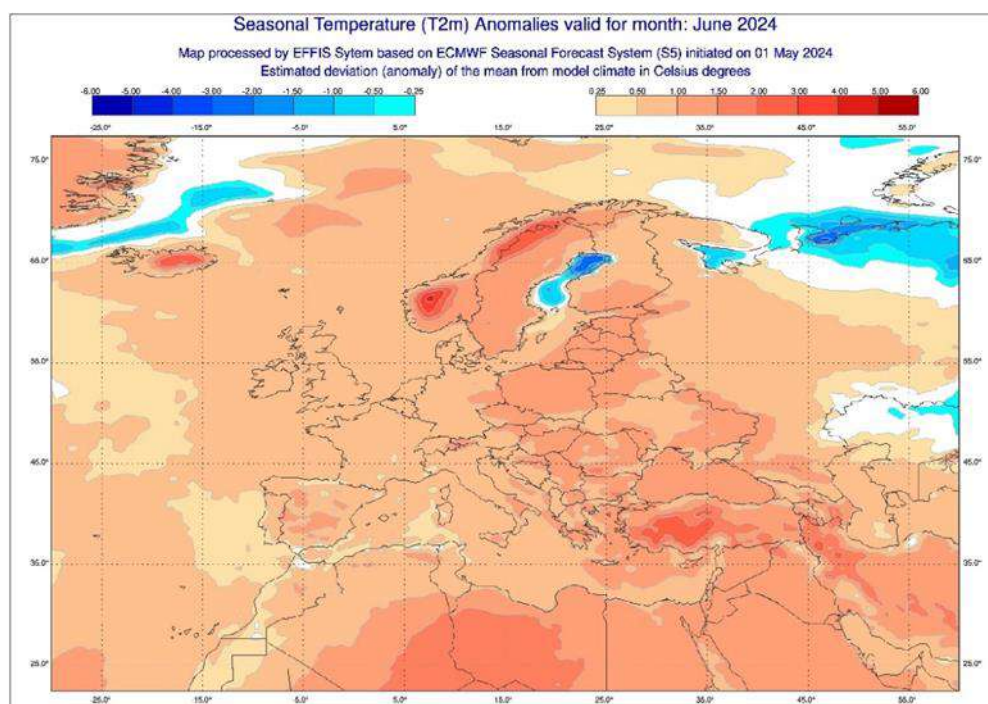 Seasonal Temperature (T2m) Anomalies valid for month: June 2024
Map processed by EFFIS Sytem based on ECMWF Seasonal Forecast System (S5) initiated on 01 May 2024
Estimated deviation (anomaly) of the mean from model climate in Celsius degrees
-6.00 -5.00 -4.00 -3.00 -2.00 -1.50 -1.00 -0.50 -0.25 0.25 0.50 1.00 1.50 2.00 3.00 4.00 5.00 6.00
-25.0° -15.0° -5.0° 5.0° 15.0° 25.0° 35.0° 45.0° 55.0°
75.0° 75.0°
65.0° 65.0°
55.0° 55.0°
45.0° 45.0°
35.0° 35.0°
25.0° 25.0°
-25.0° -15.0° -5.0° 5.0° 15.0° 25.0° 35.0° 45.0° 55.0°